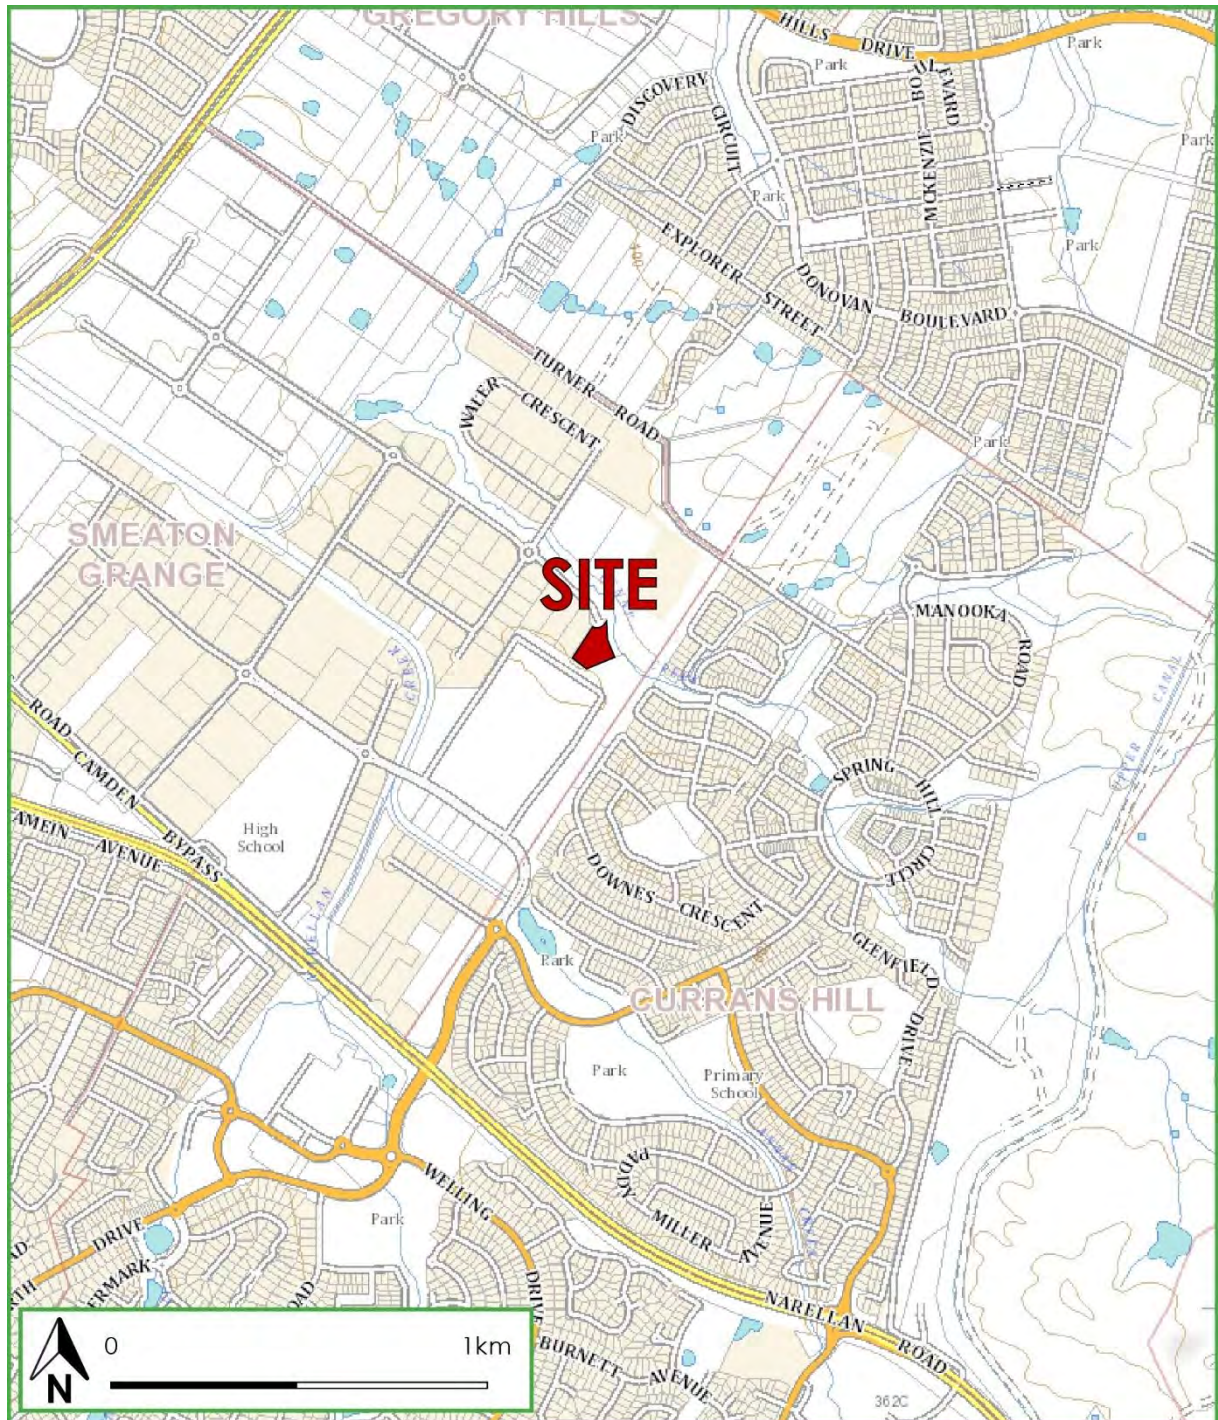 GREGORY HILLS
HILLS DRIVE
Park
Park
BOULEVARD
MCKENZIE
DISCOVERY
CIRCUIT
Park
Park
Park
Park
EXPLORER
STREET
400
DONOVAN
BOULEVARD
TURNER
ROAD
WALER
CRESCENT
Park
SMEATON
GRANGE
SITE
MANOOKA
ROAD
CREEK
CANAL
ROAD
CAMDEN
BYPASS
High
School
AVENUE
SPRING
HILL
CIRCLE
DOWNES
CRESCENT
GLENFIELD
DRIVE
Park
CURRANS HILL
Park
Primary
School
PADDY
MILLER
AVENUE
WELLING
DRIVE
Park
DRIVE
NARELLAN
ROAD
BURNETT
AVENUE
0
1km
N